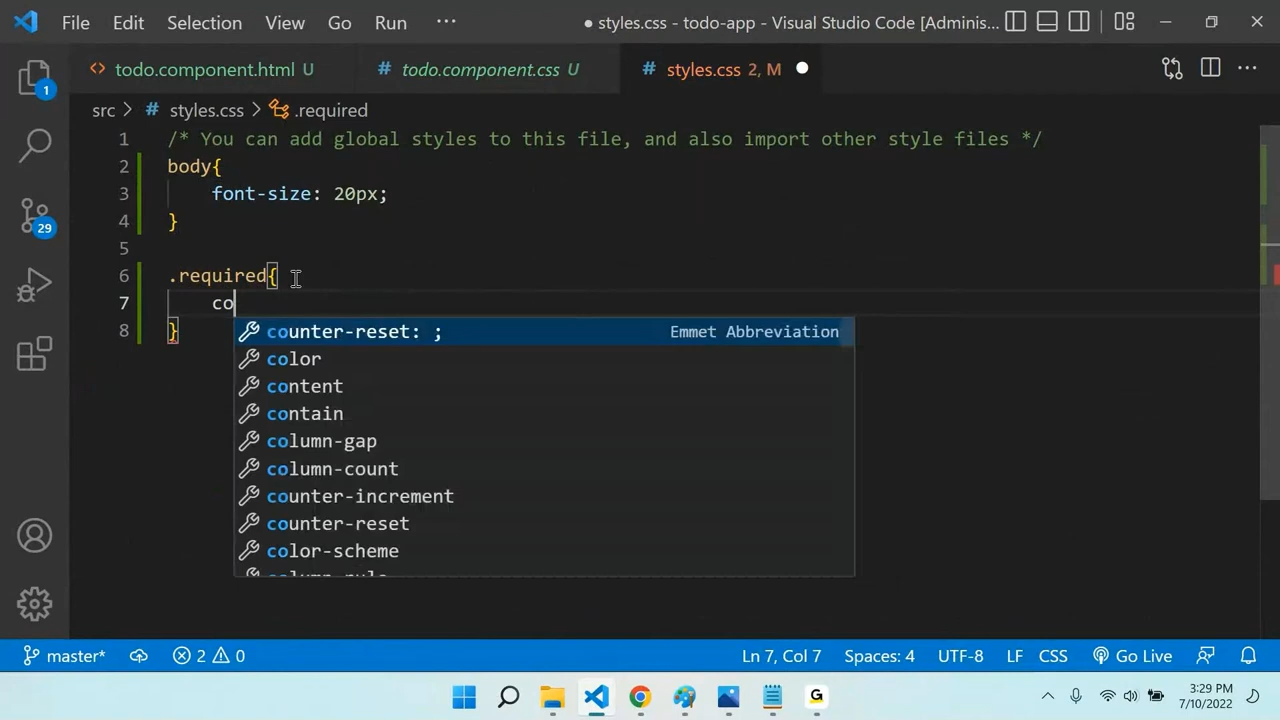 File Edit Selection View Go Run ··· ● styles.css - todo-app - Visual Studio Code [Adminis...
<> todo.component.html U # todo.component.css U # styles.css 2, M ●
src > # styles.css > .required
1 /* You can add global styles to this file, and also import other style files */
2 body{
3 font-size: 20px;
4 }
5
6 .required{
7 co
8 }
counter-reset: ; Emmet Abbreviation
color
content
contain
column-gap
column-count
counter-increment
counter-reset
color-scheme
1
29
master* 2 0 Ln 7, Col 7 Spaces: 4 UTF-8 LF CSS Go Live
G 3:29 PM
7/10/2022